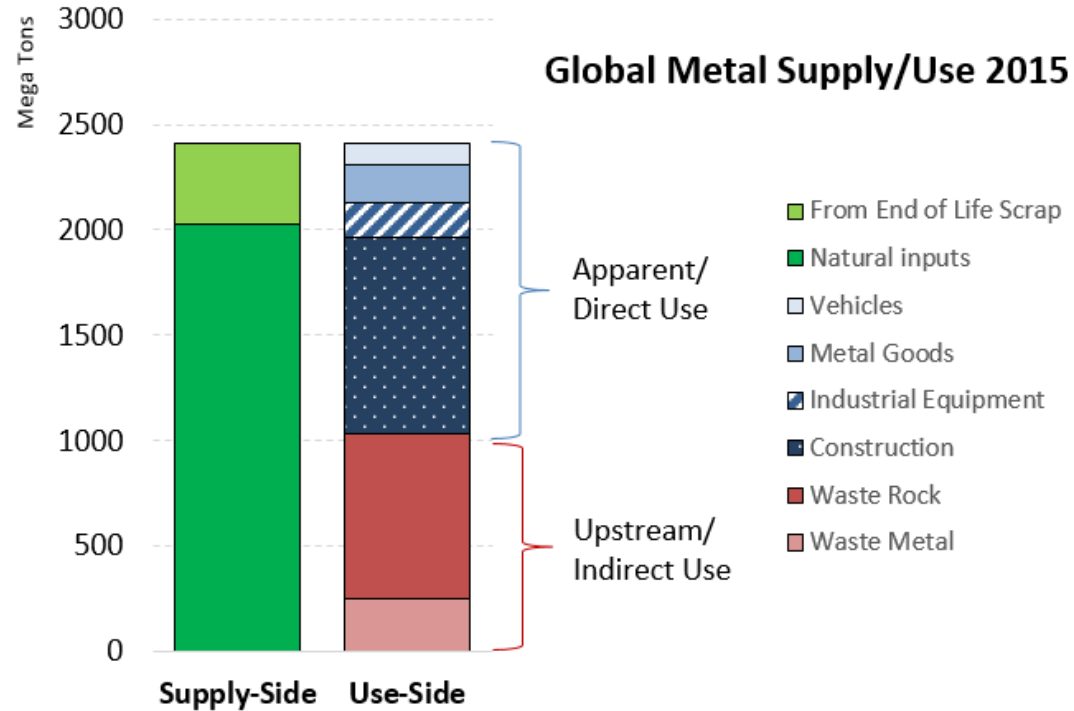 Global Metal Supply/Use 2015
Mega Tons
3000
2500
2000
1500
1000
500
0
Supply-Side
Use-Side
Apparent/
Direct Use
Upstream/
Indirect Use
From End of Life Scrap
Natural inputs
Vehicles
Metal Goods
Industrial Equipment
Construction
Waste Rock
Waste Metal